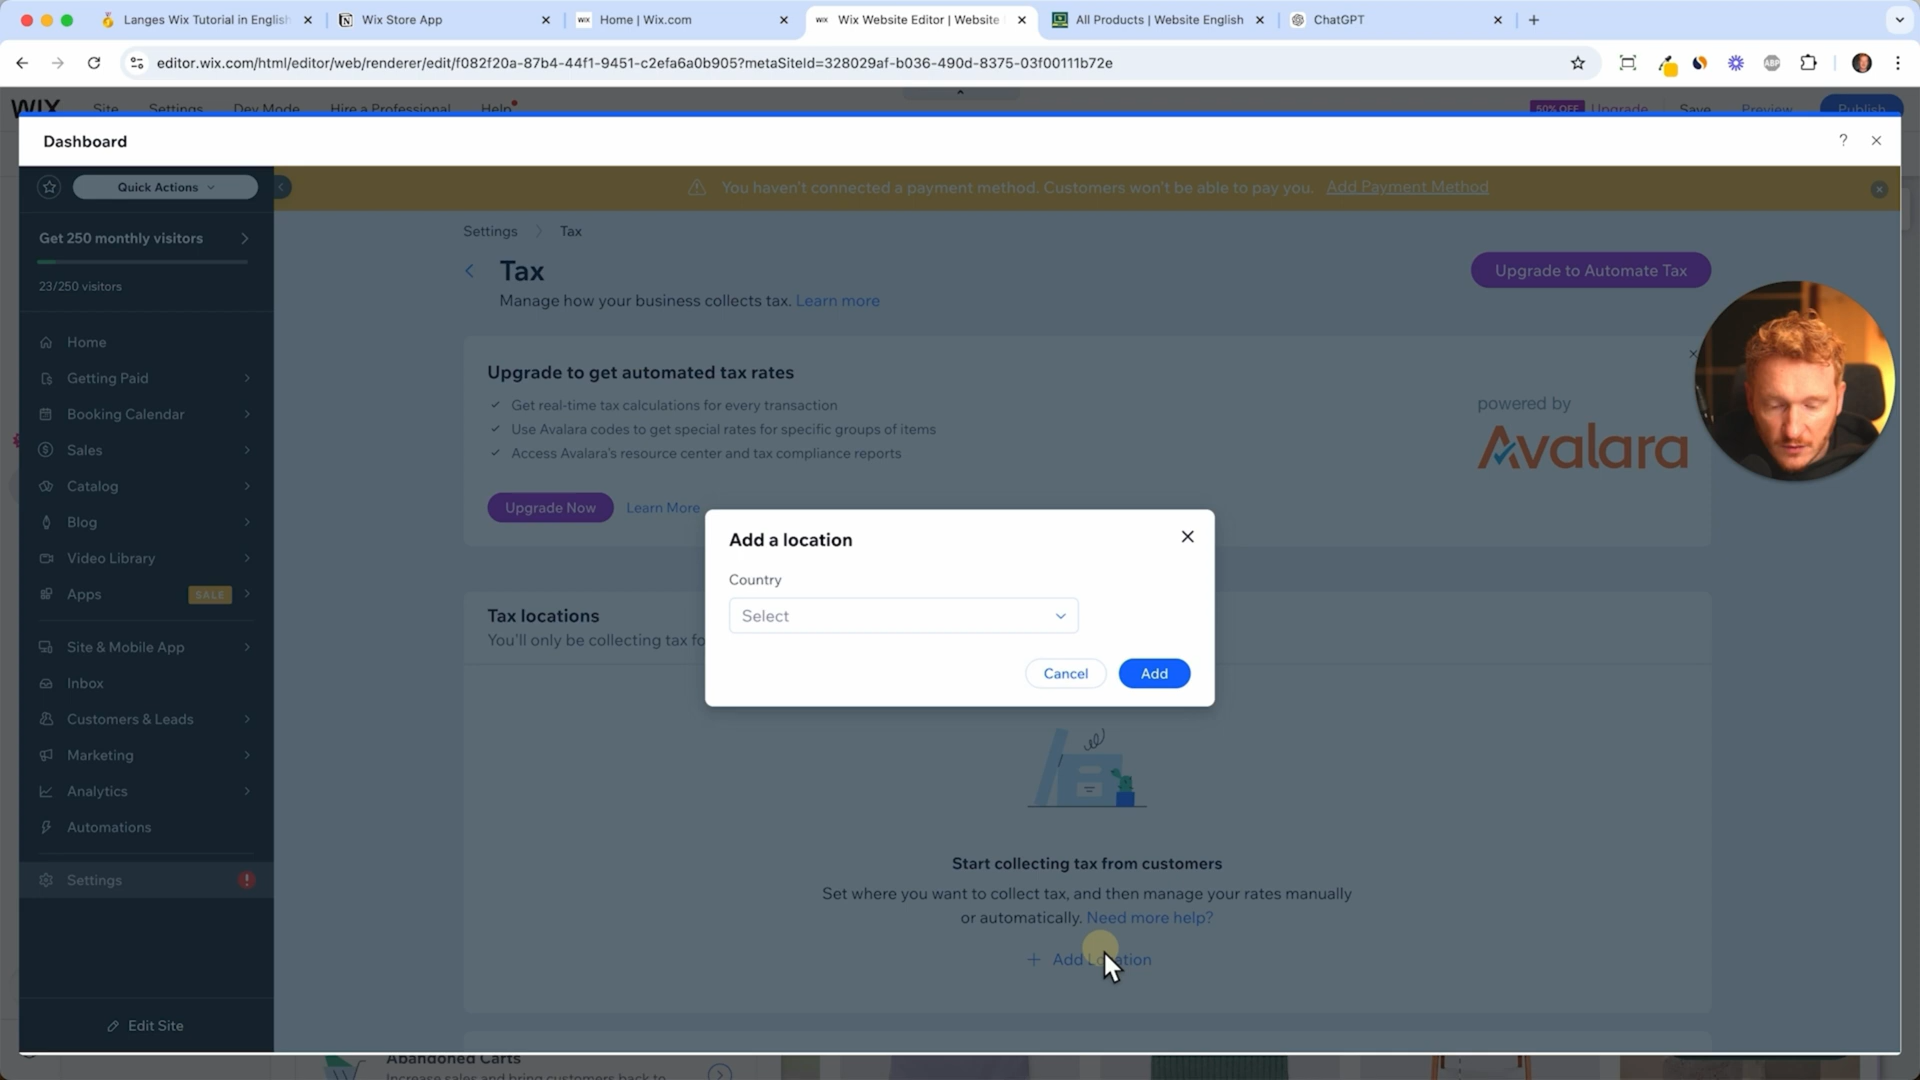 Langes Wix Tutorial in English
Wix Store App
WIX Home | Wix.com
WIX Wix Website Editor | Website
All Products | Website English
ChatGPT
editor.wix.com/html/editor/web/renderer/edit/f082f20a-87b4-44f1-9451-c2efa6a0b905?metaSiteId=328029af-b036-490d-8375-03f00111b72e
ABP
WIX Site Settings Dev Mode Hire a Professional Help
50% OFF Upgrade Save Preview Publish
Dashboard
?
Quick Actions
You haven't connected a payment method. Customers won't be able to pay you. Add Payment Method
Get 250 monthly visitors
23/250 visitors
Home
Getting Paid
Booking Calendar
Sales
Catalog
Blog
Video Library
Apps SALE
Site & Mobile App
Inbox
Customers & Leads
Marketing
Analytics
Automations
Settings
Edit Site
Settings > Tax
Tax
Manage how your business collects tax. Learn more
Upgrade to Automate Tax
Upgrade to get automated tax rates
Get real-time tax calculations for every transaction
Use Avalara codes to get special rates for specific groups of items
Access Avalara's resource center and tax compliance reports
Upgrade Now Learn More
powered by
Avalara
Add a location
Country
Select
Cancel Add
Tax locations
You'll only be collecting tax fo
Start collecting tax from customers
Set where you want to collect tax, and then manage your rates manually
or automatically. Need more help?
+ Add Location
Abandoned Carts
Increase sales and bring customers back to